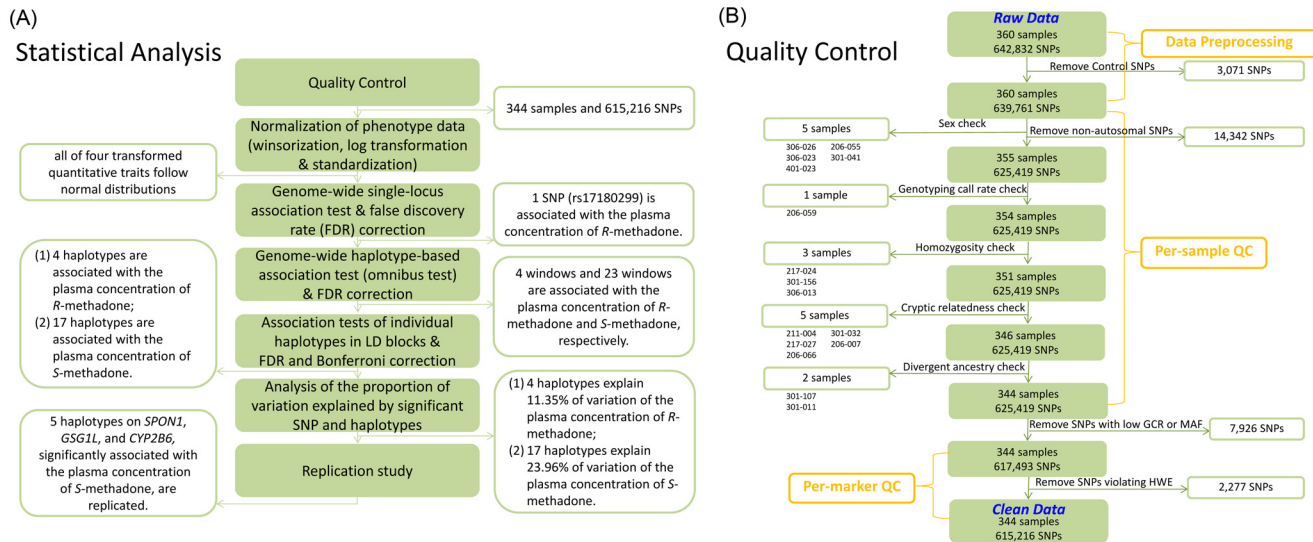 (A)
Statistical Analysis
Quality Control
344 samples and 615,216 SNPs
Normalization of phenotype data
(winsorization, log transformation
& standardization)
all of four transformed
quantitative traits follow
normal distributions
Genome-wide single-locus
association test & false discovery
rate (FDR) correction
1 SNP (rs17180299) is
associated with the plasma
concentration of R-methadone.
Genome-wide haplotype-based
association test (omnibus test)
& FDR correction
(1) 4 haplotypes are
associated with the
plasma concentration of
R-methadone;
(2) 17 haplotypes are
associated with the
plasma concentration of
S-methadone.
4 windows and 23 windows
are associated with the
plasma concentration of R-
methadone and S-methadone,
respectively.
Association tests of individual
haplotypes in LD blocks &
FDR and Bonferroni correction
Analysis of the proportion of
variation explained by significant
SNP and haplotypes
(1) 4 haplotypes explain
11.35% of variation of the
plasma concentration of R-
methadone;
(2) 17 haplotypes explain
23.96% of variation of the
plasma concentration of S-
methadone.
5 haplotypes on SPON1,
GSG1L, and CYP2B6,
significantly associated with
the plasma concentration
of S-methadone, are
replicated.
Replication study
(B)
Quality Control
Raw Data
360 samples
642,832 SNPs
Data Preprocessing
Remove Control SNPs
3,071 SNPs
360 samples
639,761 SNPs
Sex check
5 samples
306-026 206-055
306-023 301-041
401-023
Remove non-autosomal SNPs
14,342 SNPs
355 samples
625,419 SNPs
Genotyping call rate check
1 sample
206-059
354 samples
625,419 SNPs
Per-sample QC
Homozygosity check
3 samples
217-024
301-156
306-013
351 samples
625,419 SNPs
Cryptic relatedness check
5 samples
211-004 301-032
217-027 206-007
206-066
346 samples
625,419 SNPs
Divergent ancestry check
2 samples
301-107
301-011
344 samples
625,419 SNPs
Remove SNPs with low GCR or MAF
7,926 SNPs
344 samples
617,493 SNPs
Per-marker QC
Remove SNPs violating HWE
2,277 SNPs
Clean Data
344 samples
615,216 SNPs